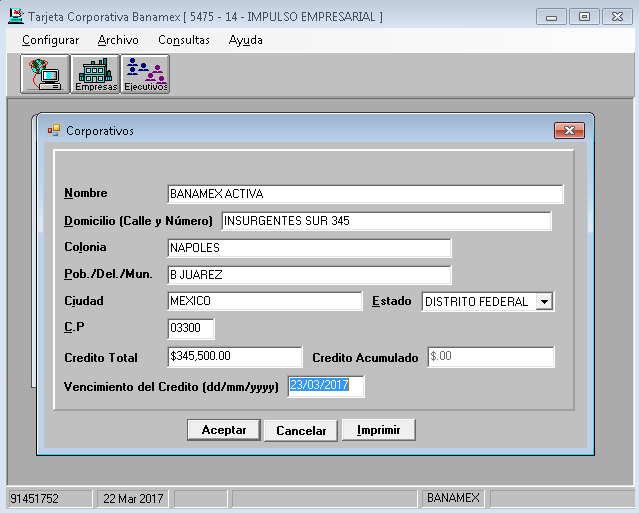 Tarjeta Corporativa Banamex [ 5475 - 14 - IMPULSO EMPRESARIAL ]
Configurar Archivo Consultas Ayuda
Empresas Ejecutivos
Corporativos
Nombre BANAMEX ACTIVA
Domicilio (Calle y Número) INSURGENTES SUR 345
Colonia NAPOLES
Pob./Del./Mun. B JUAREZ
Ciudad MEXICO Estado DISTRITO FEDERAL
C.P 03300
Credito Total $345,500.00 Credito Acumulado $.00
Vencimiento del Credito (dd/mm/yyyy) 23/03/2017
Aceptar Cancelar Imprimir
91451752 22 Mar 2017 BANAMEX